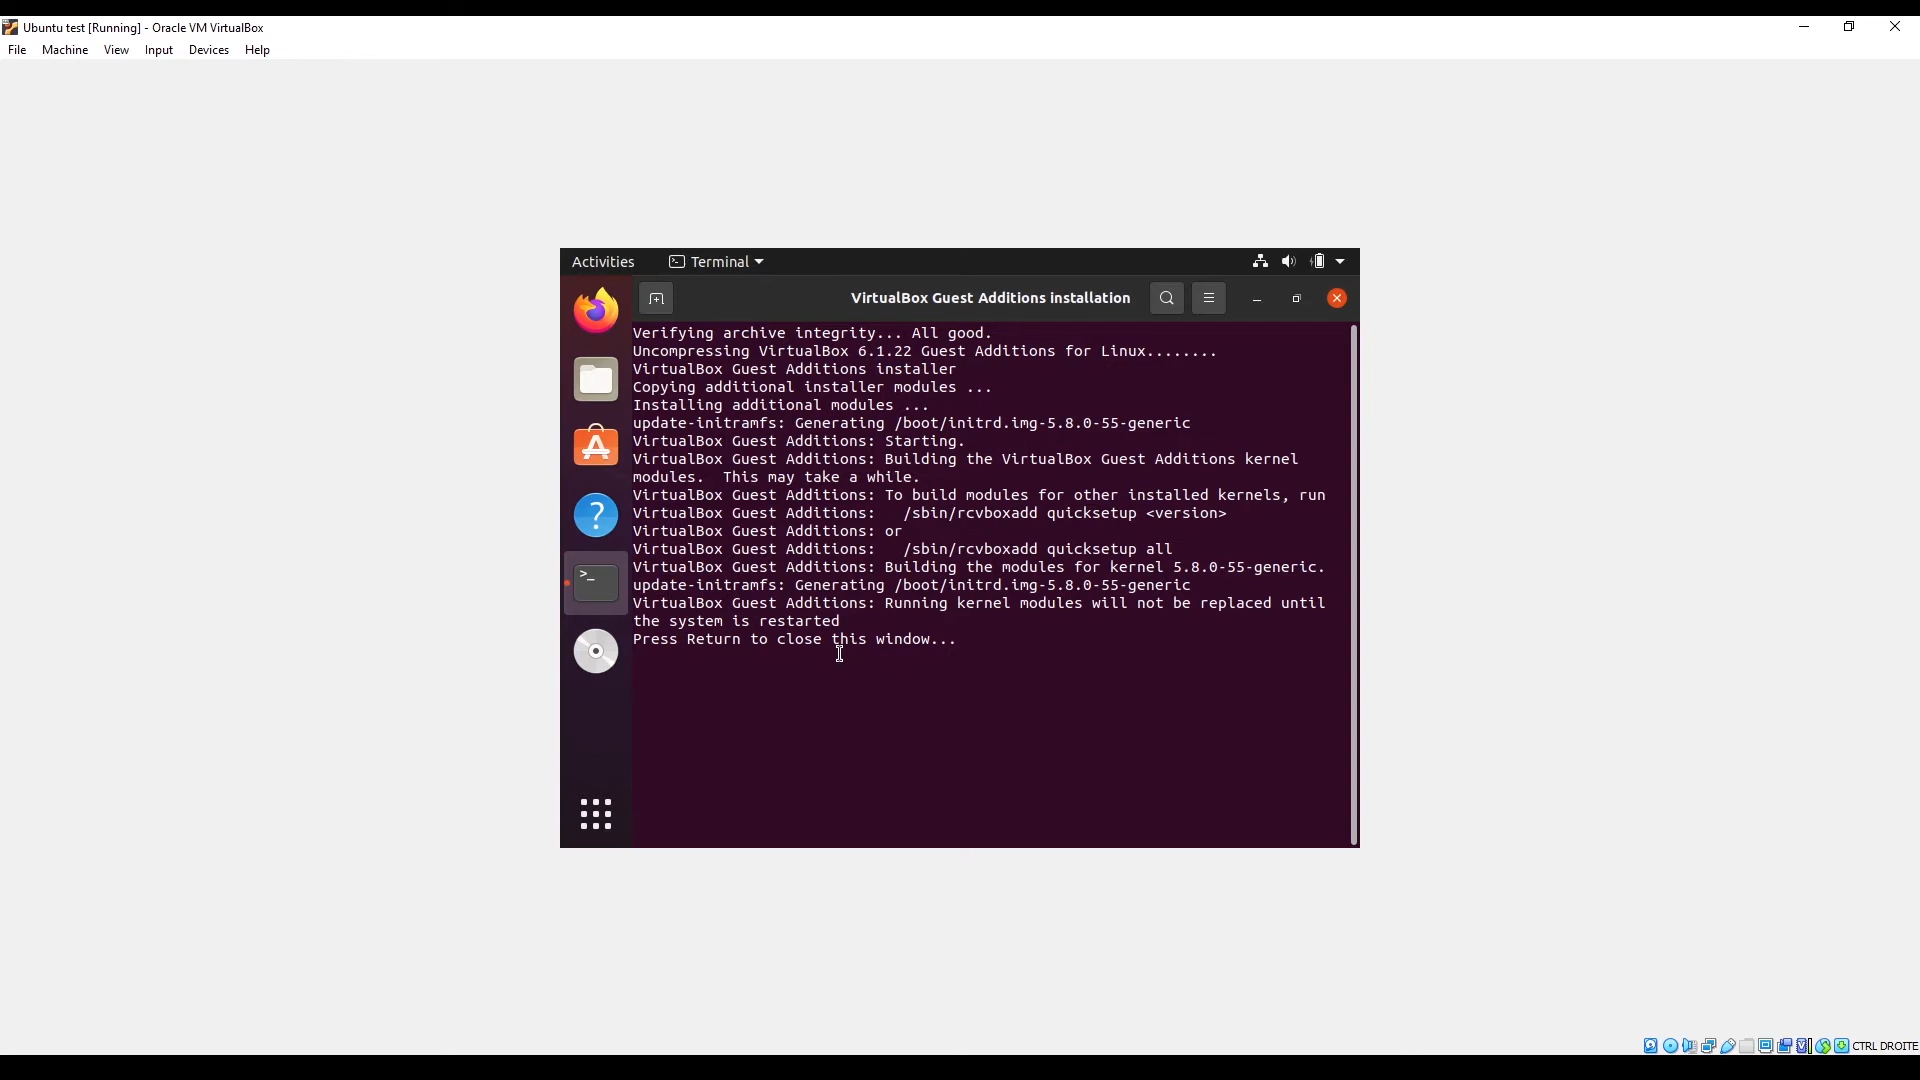 Ubuntu test [Running] - Oracle VM VirtualBox
File Machine View Input Devices Help
Activities Terminal
VirtualBox Guest Additions installation
Verifying archive integrity... All good.
Uncompressing VirtualBox 6.1.22 Guest Additions for Linux........
VirtualBox Guest Additions installer
Copying additional installer modules ...
Installing additional modules ...
update-initramfs: Generating /boot/initrd.img-5.8.0-55-generic
VirtualBox Guest Additions: Starting.
VirtualBox Guest Additions: Building the VirtualBox Guest Additions kernel
modules.  This may take a while.
VirtualBox Guest Additions: To build modules for other installed kernels, run
VirtualBox Guest Additions:   /sbin/rcvboxadd quicksetup <version>
VirtualBox Guest Additions: or
VirtualBox Guest Additions:   /sbin/rcvboxadd quicksetup all
VirtualBox Guest Additions: Building the modules for kernel 5.8.0-55-generic.
update-initramfs: Generating /boot/initrd.img-5.8.0-55-generic
VirtualBox Guest Additions: Running kernel modules will not be replaced until
the system is restarted
Press Return to close this window...
CTRL DROITE